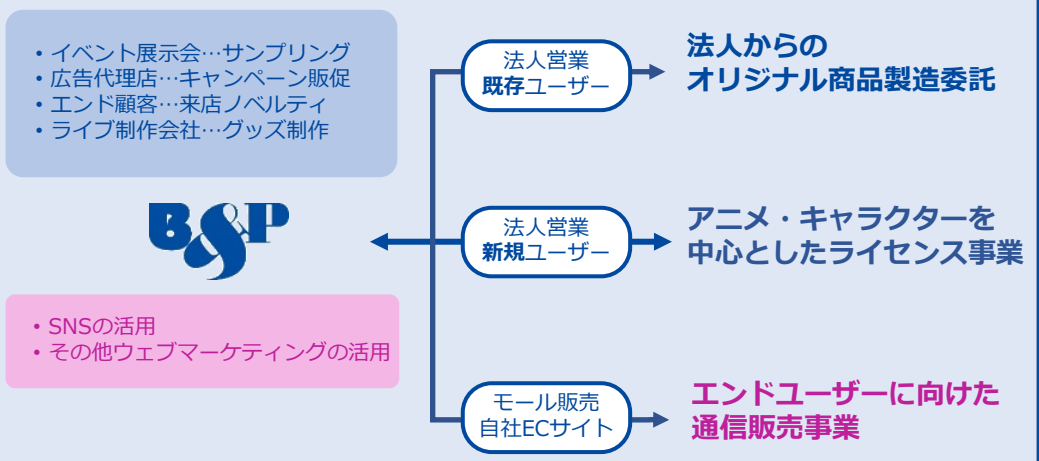 ・イベント展示会…サンプリング
・広告代理店…キャンペーン販促
・エンド顧客…来店ノベルティ
・ライブ制作会社…グッズ制作
B&P
・SNSの活用
・その他ウェブマーケティングの活用
法人営業
既存ユーザー
法人からの
オリジナル商品製造委託
法人営業
新規ユーザー
アニメ・キャラクターを
中心としたライセンス事業
モール販売
自社ECサイト
エンドユーザーに向けた
通信販売事業